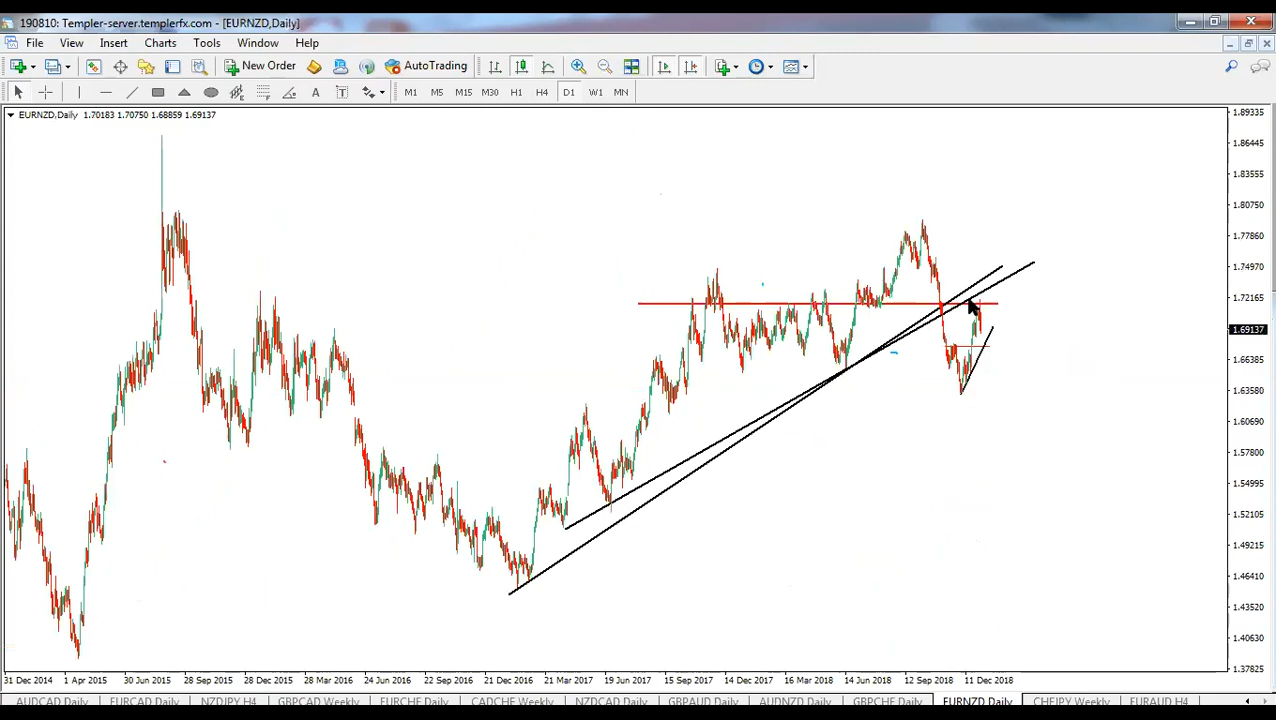 190810: Templer-server.templerfx.com - [EURNZD,Daily]
File View Insert Charts Tools Window Help
New Order AutoTrading
A T M1 M5 M15 M30 H1 H4 D1 W1 MN
EURNZD,Daily 1.70183 1.70750 1.68859 1.69137
1.89335
1.86445
1.83555
1.80750
1.77860
1.74970
1.72165
1.69137
1.66385
1.63580
1.60690
1.57800
1.54995
1.52105
1.49215
1.46410
1.43520
1.40630
1.37825
31 Dec 2014 1 Apr 2015 30 Jun 2015 28 Sep 2015 28 Dec 2015 28 Mar 2016 24 Jun 2016 22 Sep 2016 21 Dec 2016 21 Mar 2017 19 Jun 2017 15 Sep 2017 14 Dec 2017 16 Mar 2018 14 Jun 2018 12 Sep 2018 11 Dec 2018
AUDCAD,Daily EURCAD,Daily NZDJPY,H4 GBPCAD,Weekly EURCHF,Daily CADCHF,Weekly NZDCAD,Daily GBPAUD,Daily AUDNZD,Daily GBPCHF,Daily EURNZD,Daily CHFJPY,Weekly EURAUD,H4